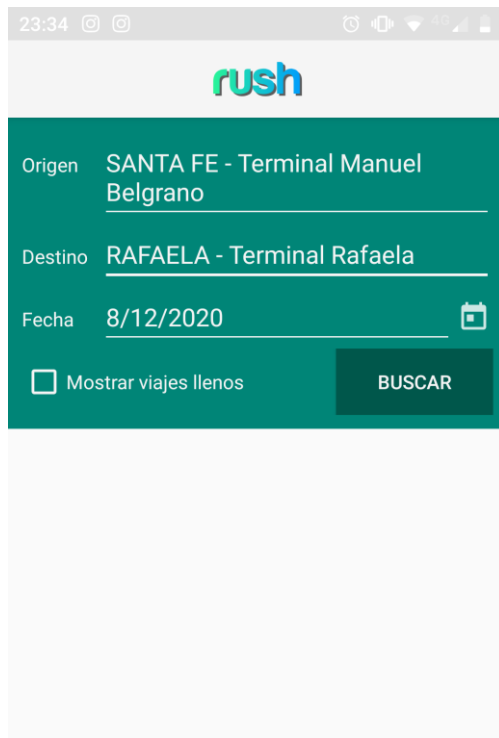 23:34
4G
rush
Origen SANTA FE - Terminal Manuel
Belgrano
Destino RAFAELA - Terminal Rafaela
Fecha 8/12/2020
Mostrar viajes llenos BUSCAR